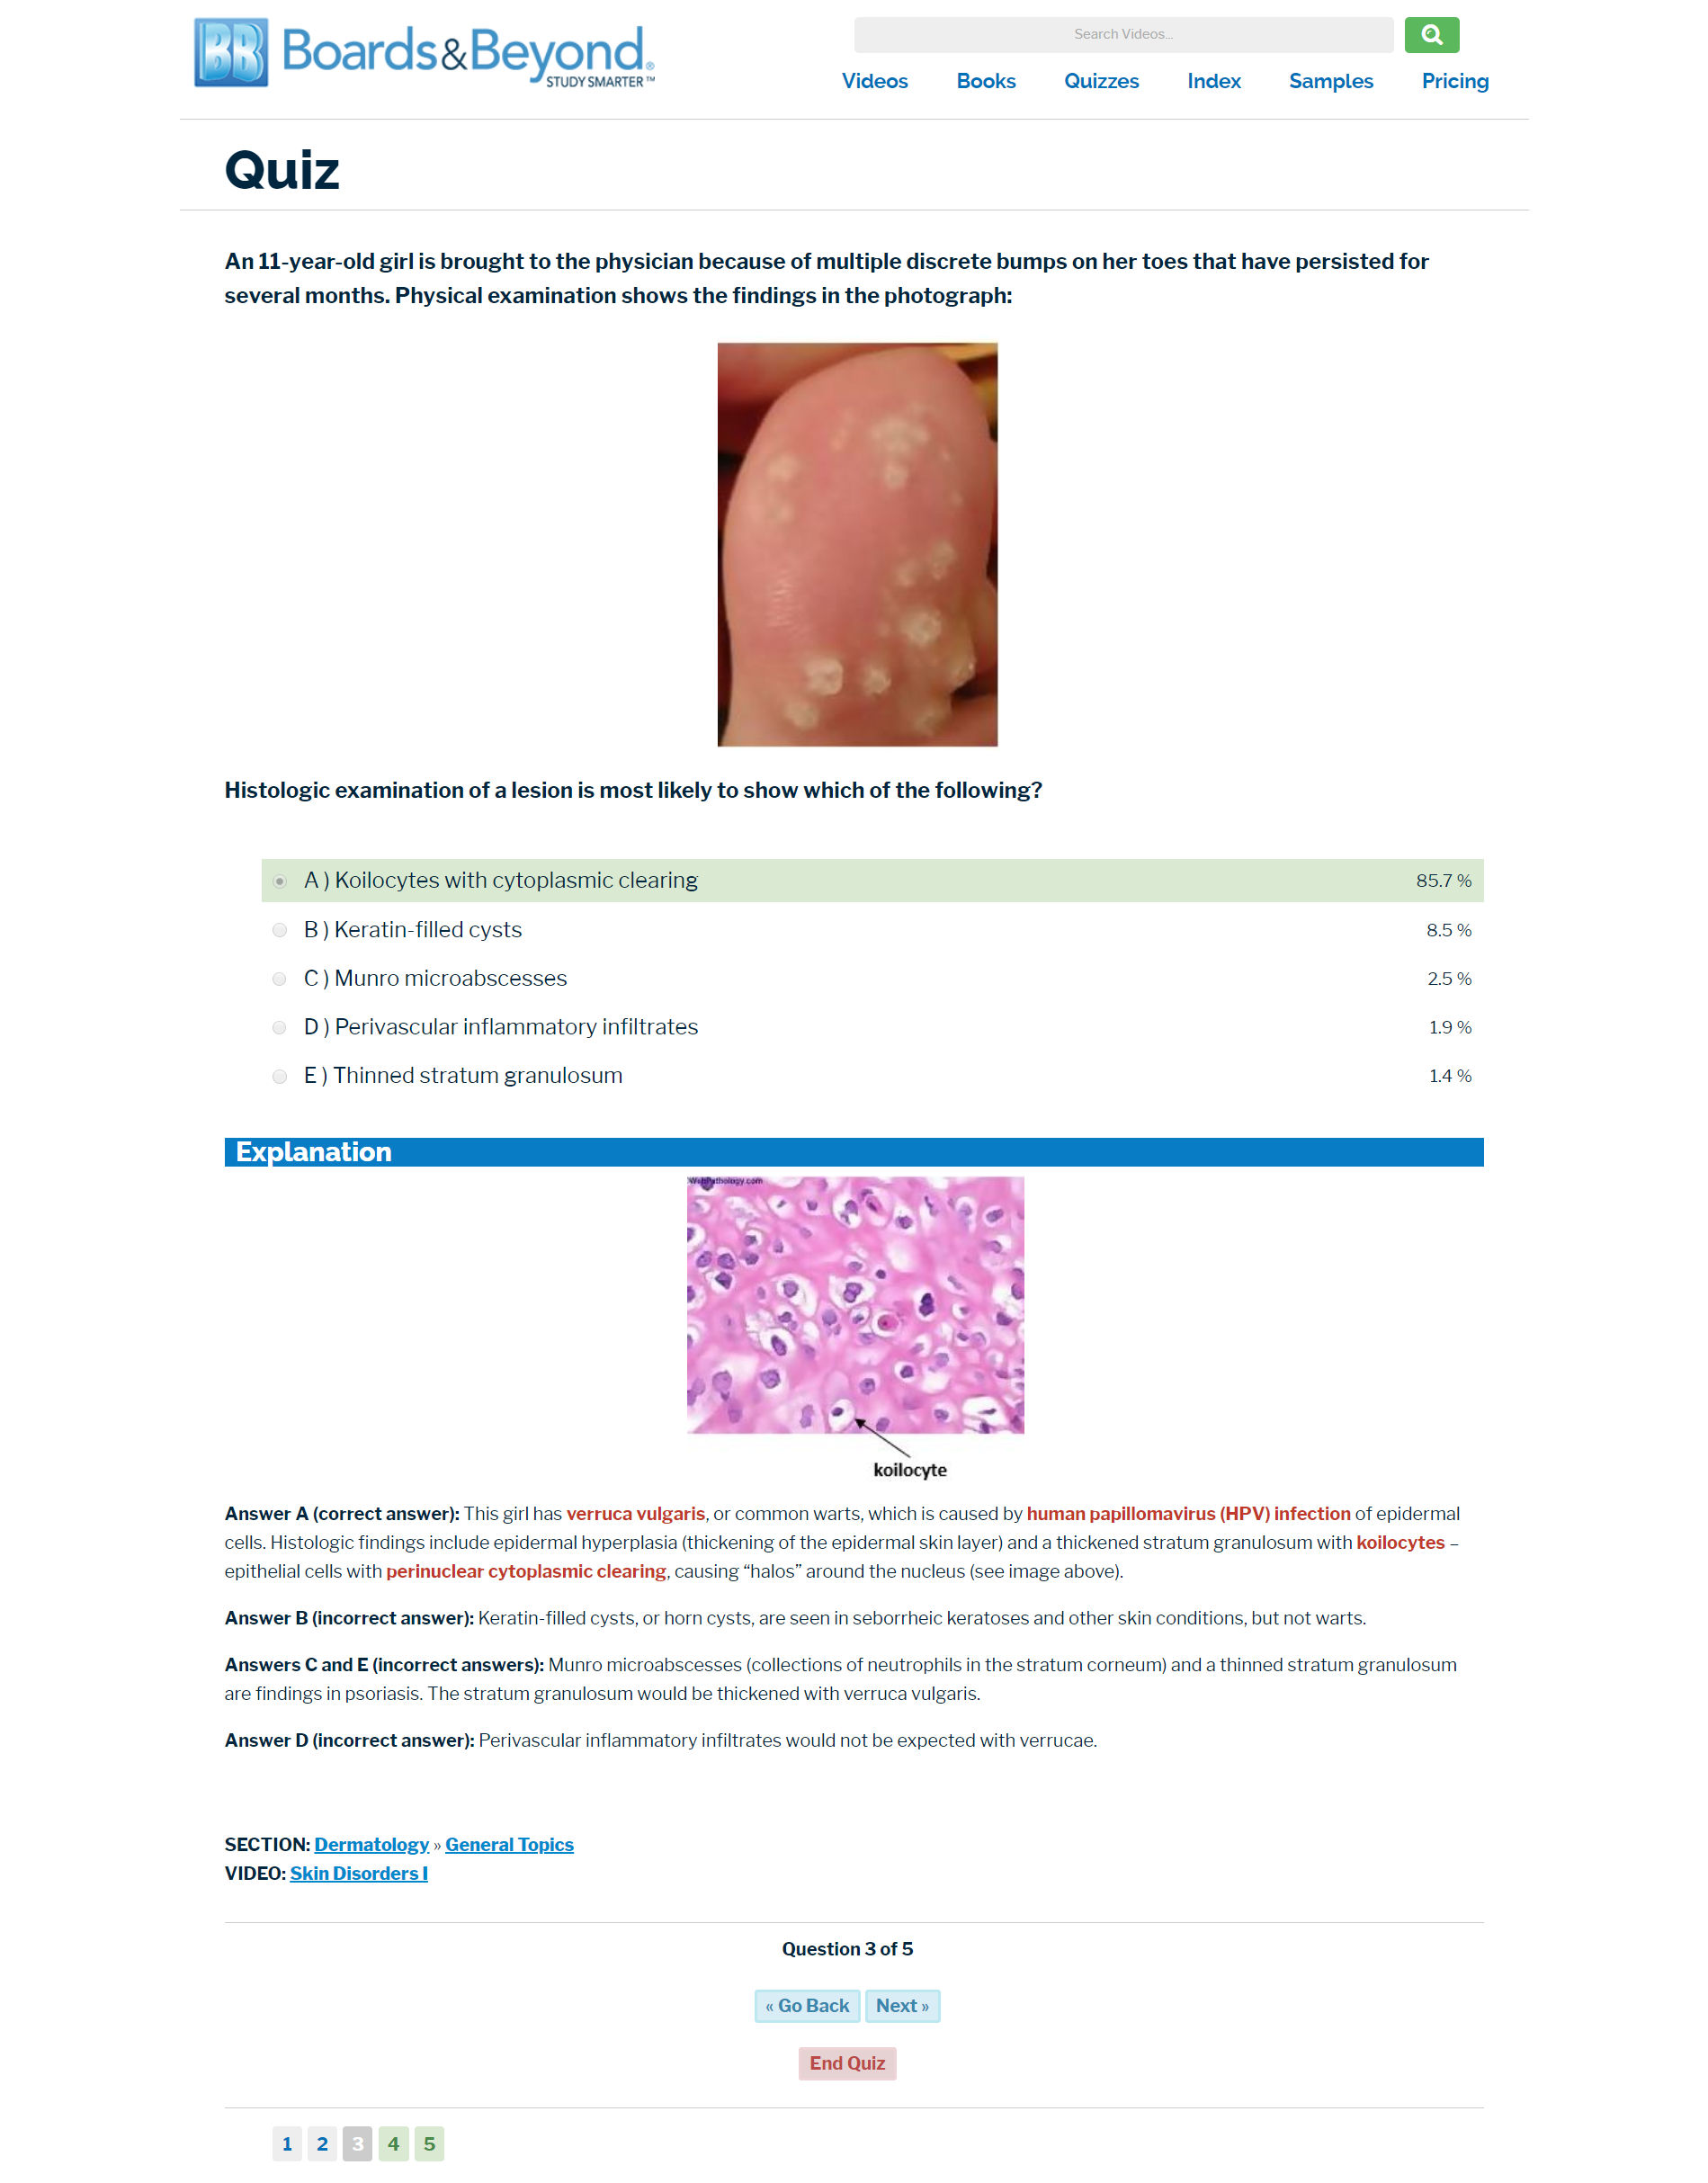 BB Boards&Beyond®
STUDY SMARTER™
Search Videos...
Videos Books Quizzes Index Samples Pricing
Quiz
An 11-year-old girl is brought to the physician because of multiple discrete bumps on her toes that have persisted for
several months. Physical examination shows the findings in the photograph:
Histologic examination of a lesion is most likely to show which of the following?
A ) Koilocytes with cytoplasmic clearing 85.7 %
B ) Keratin-filled cysts 8.5 %
C ) Munro microabscesses 2.5 %
D ) Perivascular inflammatory infiltrates 1.9 %
E ) Thinned stratum granulosum 1.4 %
Explanation
WebPathology.com
koilocyte
Answer A (correct answer): This girl has verruca vulgaris, or common warts, which is caused by human papillomavirus (HPV) infection of epidermal
cells. Histologic findings include epidermal hyperplasia (thickening of the epidermal skin layer) and a thickened stratum granulosum with koilocytes –
epithelial cells with perinuclear cytoplasmic clearing, causing “halos” around the nucleus (see image above).
Answer B (incorrect answer): Keratin-filled cysts, or horn cysts, are seen in seborrheic keratoses and other skin conditions, but not warts.
Answers C and E (incorrect answers): Munro microabscesses (collections of neutrophils in the stratum corneum) and a thinned stratum granulosum
are findings in psoriasis. The stratum granulosum would be thickened with verruca vulgaris.
Answer D (incorrect answer): Perivascular inflammatory infiltrates would not be expected with verrucae.
SECTION: Dermatology » General Topics
VIDEO: Skin Disorders I
Question 3 of 5
« Go Back Next »
End Quiz
1 2 3 4 5